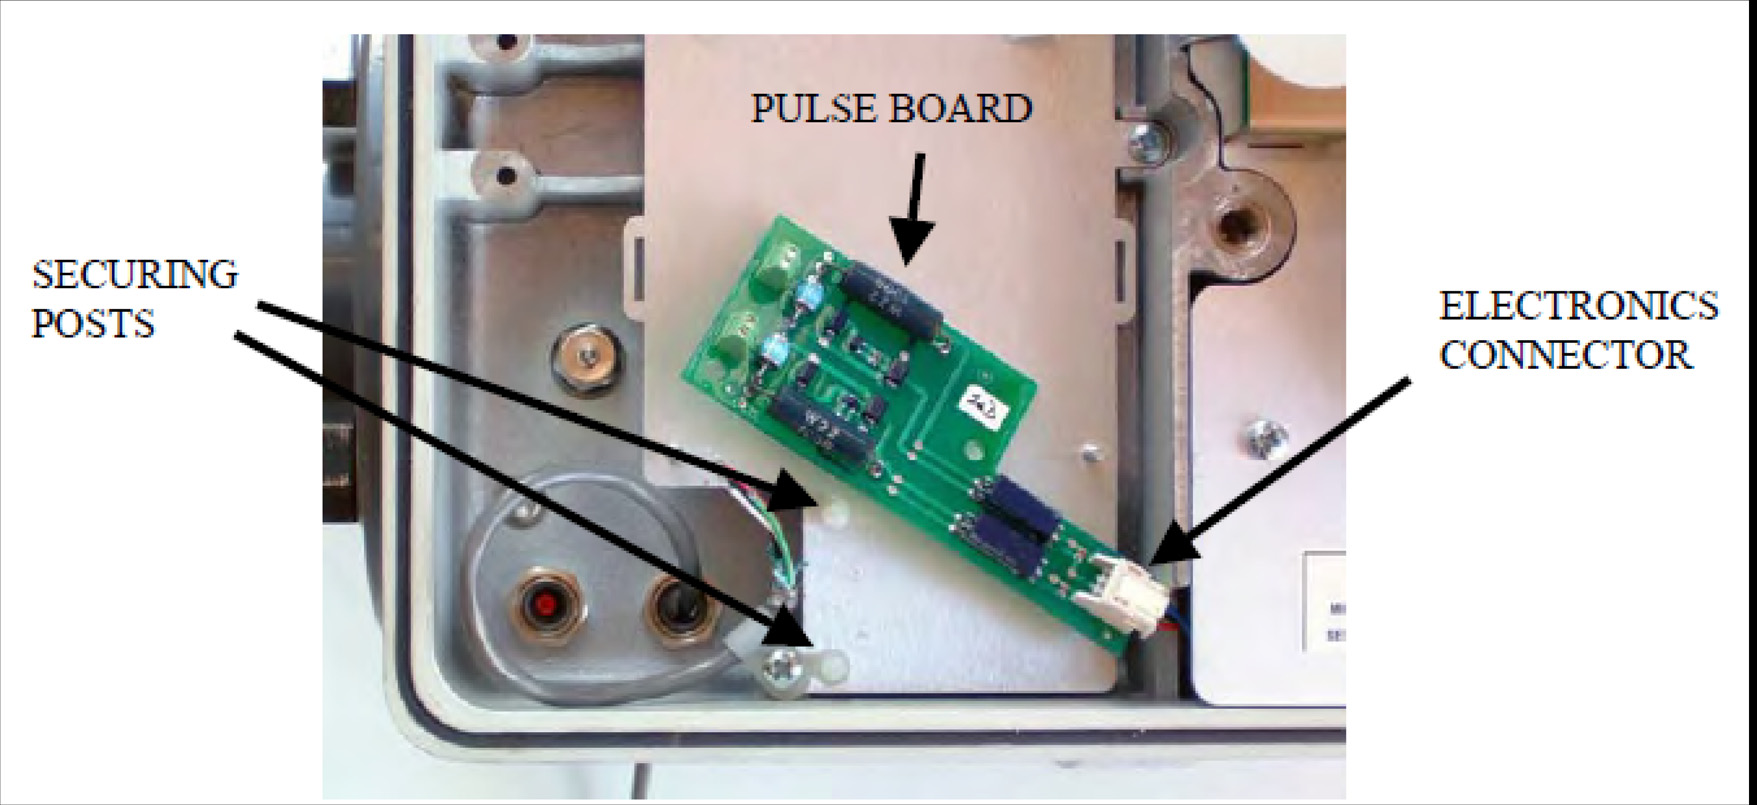 PULSE BOARD
SECURING
POSTS
ELECTRONICS
CONNECTOR